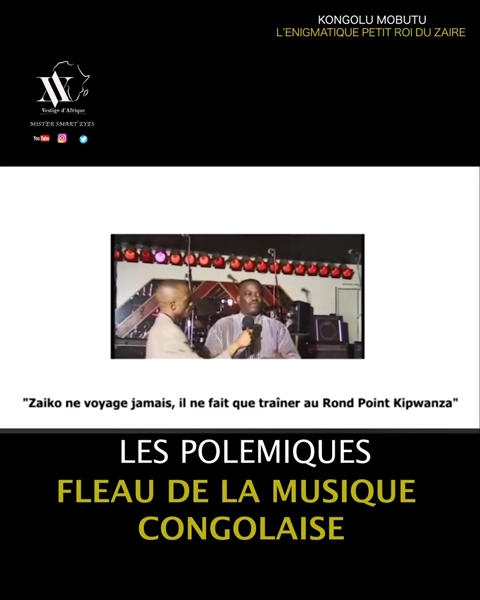 KONGOLU MOBUTU
L'ENIGMATIQUE PETIT ROI DU ZAIRE
Vestige d'Afrique
MISTER SMART EYES
YouTube
"Zaiko ne voyage jamais, il ne fait que traîner au Rond Point Kipwanza"
LES POLEMIQUES
FLEAU DE LA MUSIQUE
CONGOLAISE